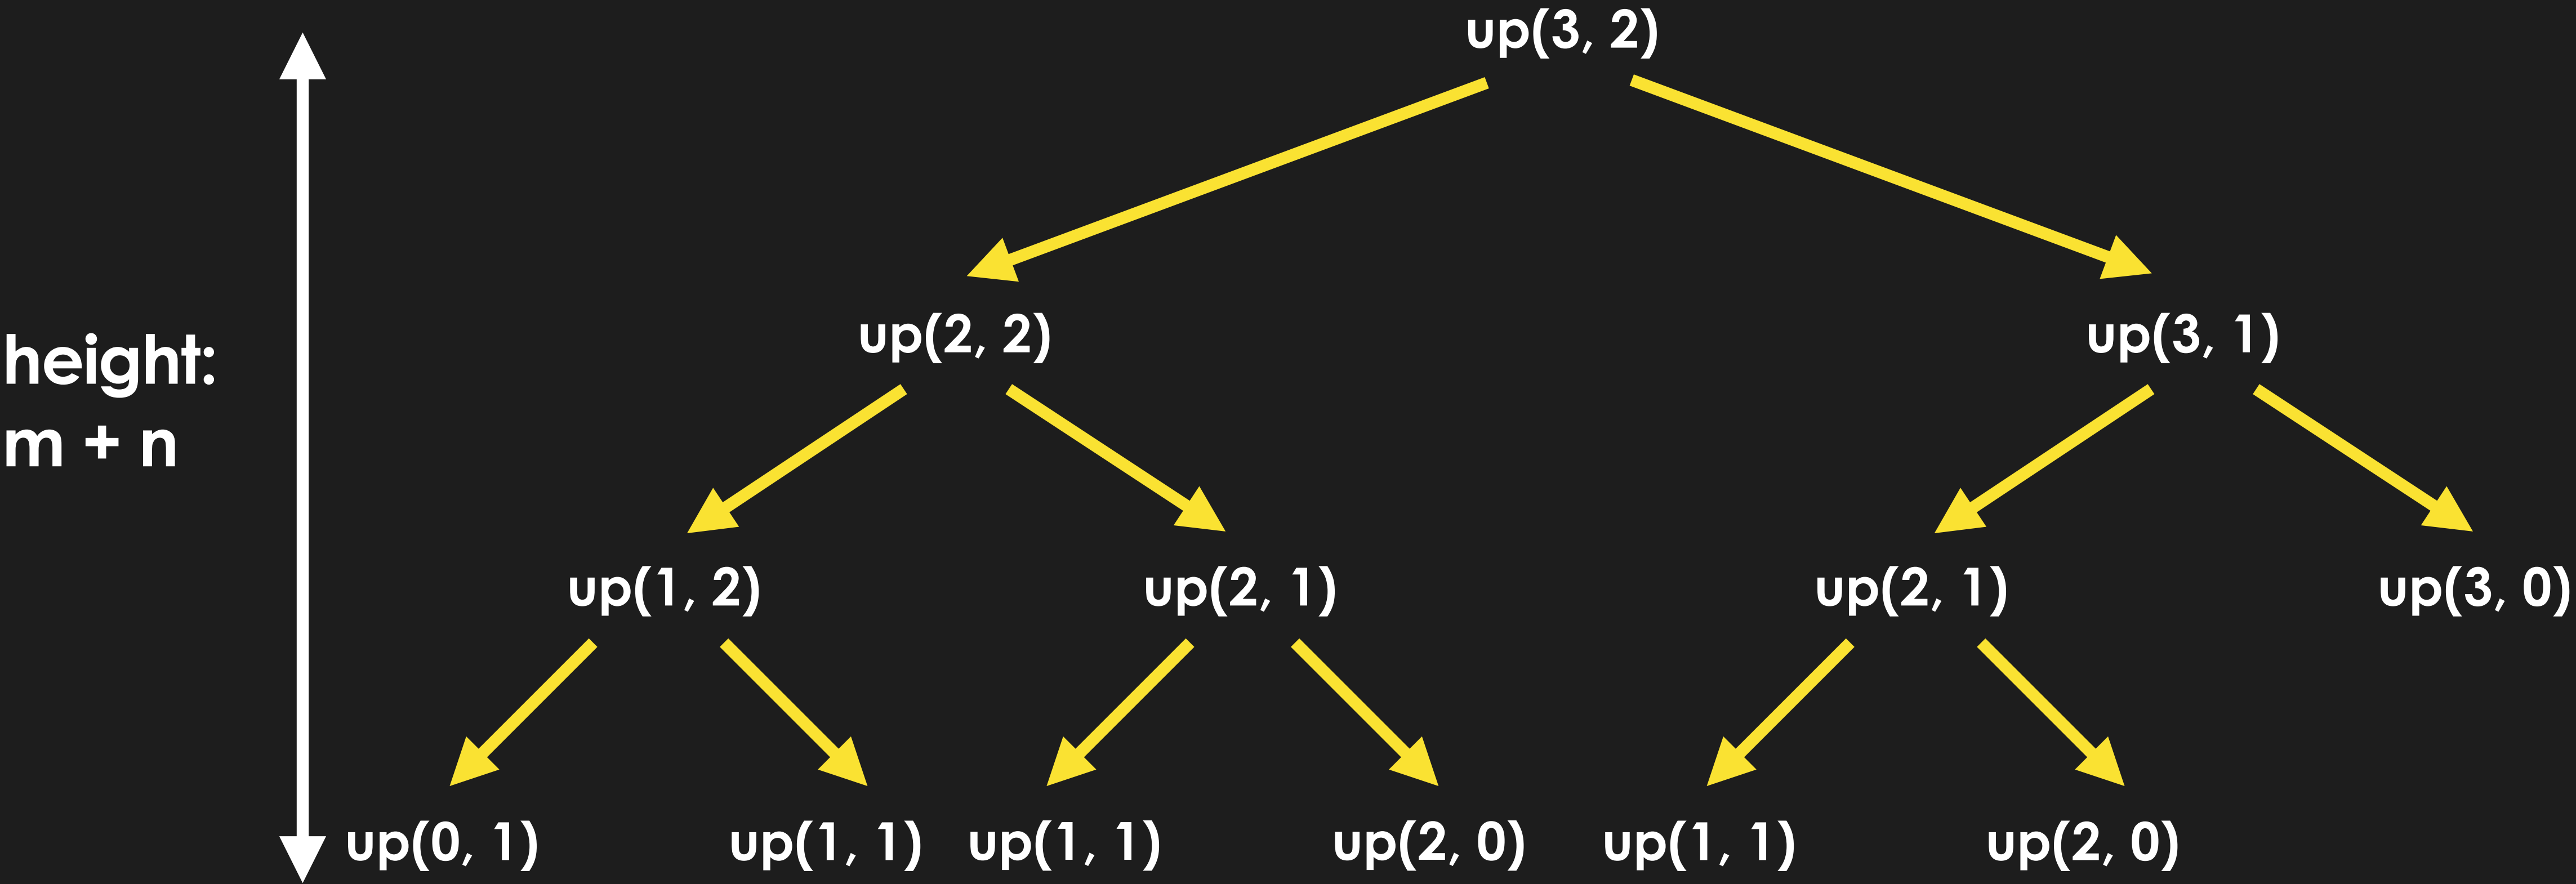 up(3, 2)
up(2, 2)
up(3, 1)
height:
m + n
up(1, 2)
up(2, 1)
up(2, 1)
up(3, 0)
up(0, 1)
up(1, 1)
up(1, 1)
up(2, 0)
up(1, 1)
up(2, 0)